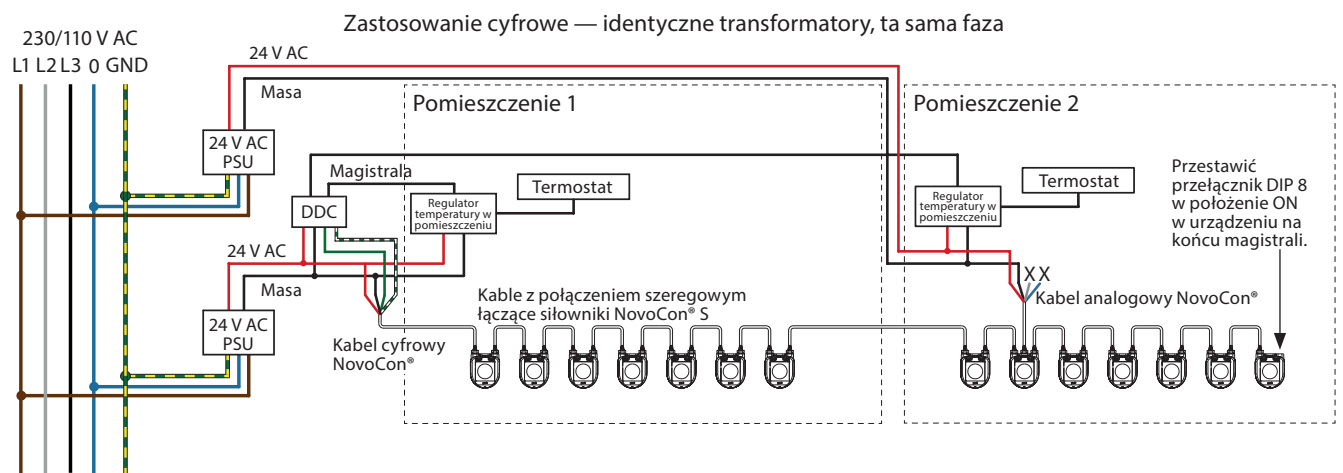 Zastosowanie cyfrowe — identyczne transformatory, ta sama faza
230/110 V AC
L1 L2 L3 0 GND
24 V AC
Masa
24 V AC
PSU
Pomieszczenie 1
Pomieszczenie 2
Magistrala
DDC
Regulator
temperatury w
pomieszczeniu
Termostat
Regulator
temperatury w
pomieszczeniu
Termostat
Przestawić
przełącznik DIP 8
w położenie ON
w urządzeniu na
końcu magistrali.
24 V AC
Masa
24 V AC
PSU
Kabel cyfrowy
NovoCon®
Kable z połączeniem szeregowym
łączące siłowniki NovoCon® S
X X
Kabel analogowy NovoCon®